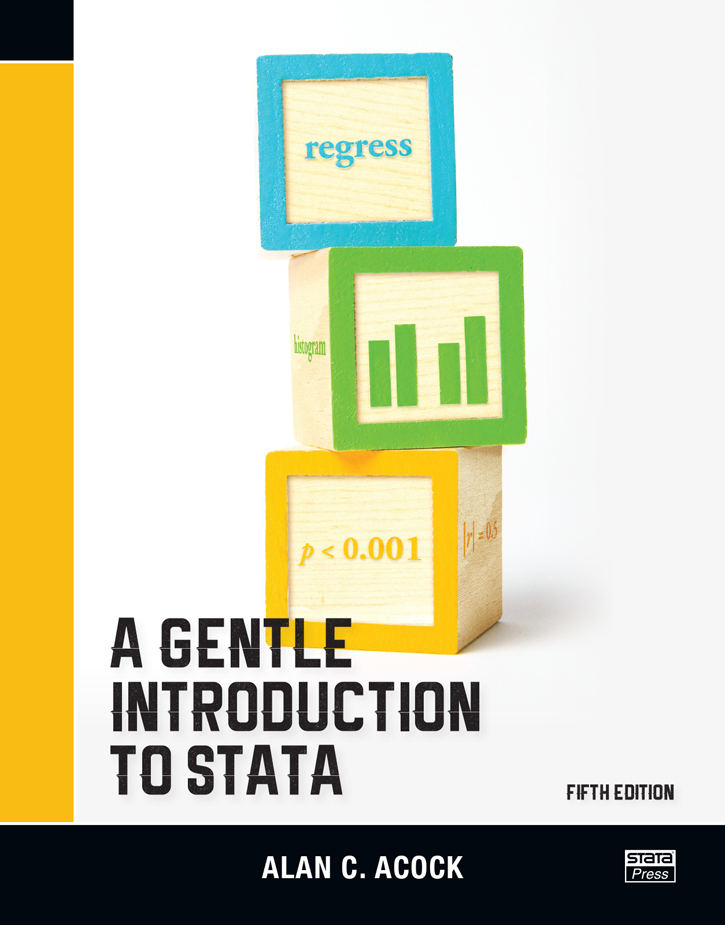 regress
histogram
p < 0.001
|r| = 0.5
A GENTLE
INTRODUCTION
TO STATA
FIFTH EDITION
ALAN C. ACOCK
STATA
Press